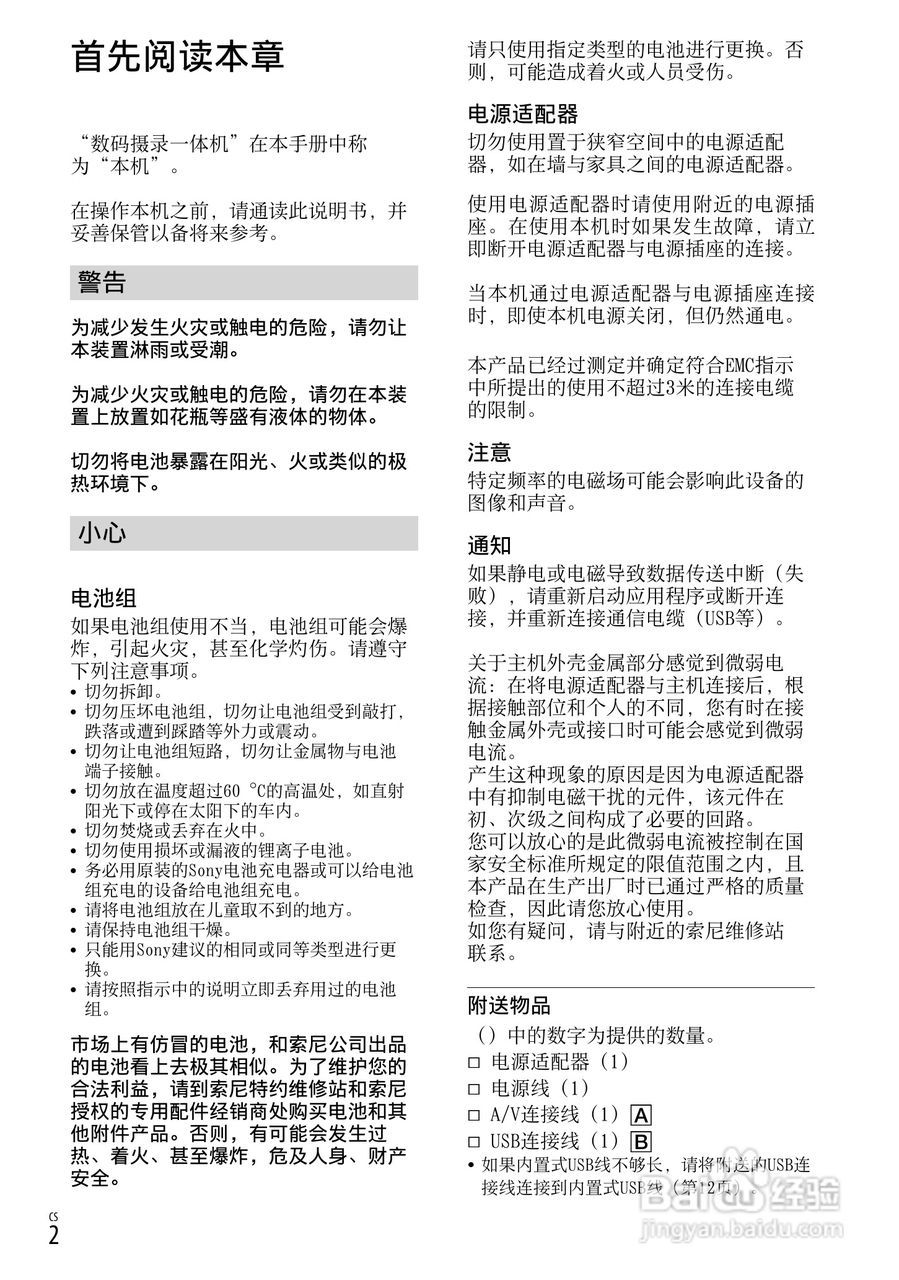 首先阅读本章
“数码摄录一体机”在本手册中称
为“本机”。
在操作本机之前，请通读此说明书，并
妥善保管以备将来参考。
警告
为减少发生火灾或触电的危险，请勿让
本装置淋雨或受潮。
为减少火灾或触电的危险，请勿在本装
置上放置如花瓶等盛有液体的物体。
切勿将电池暴露在阳光、火或类似的极
热环境下。
小心
电池组
如果电池组使用不当，电池组可能会爆
炸，引起火灾，甚至化学灼伤。请遵守
下列注意事项。
• 切勿拆卸。
• 切勿压坏电池组，切勿让电池组受到敲打，
跌落或遭到踩踏等外力或震动。
• 切勿让电池组短路，切勿让金属物与电池
端子接触。
• 切勿放在温度超过60 °C的高温处，如直射
阳光下或停在太阳下的车内。
• 切勿焚烧或丢弃在火中。
• 切勿使用损坏或漏液的锂离子电池。
• 务必用原装的Sony电池充电器或可以给电池
组充电的设备给电池组充电。
• 请将电池组放在儿童取不到的地方。
• 请保持电池组干燥。
• 只能用Sony建议的相同或同等类型进行更
换。
• 请按照指示中的说明立即丢弃用过的电池
组。
市场上有仿冒的电池，和索尼公司出品
的电池看上去极其相似。为了维护您的
合法利益，请到索尼特约维修站和索尼
授权的专用配件经销商处购买电池和其
他附件产品。否则，有可能会发生过
热、着火、甚至爆炸，危及人身、财产
安全。
请只使用指定类型的电池进行更换。否
则，可能造成着火或人员受伤。
电源适配器
切勿使用置于狭窄空间中的电源适配
器，如在墙与家具之间的电源适配器。
使用电源适配器时请使用附近的电源插
座。在使用本机时如果发生故障，请立
即断开电源适配器与电源插座的连接。
当本机通过电源适配器与电源插座连接
时，即使本机电源关闭，但仍然通电。
本产品已经过测定并确定符合EMC指示
中所提出的使用不超过3米的连接电缆
的限制。
注意
特定频率的电磁场可能会影响此设备的
图像和声音。
通知
如果静电或电磁导致数据传送中断（失
败），请重新启动应用程序或断开连
接，并重新连接通信电缆（USB等）。
关于主机外壳金属部分感觉到微弱电
流：在将电源适配器与主机连接后，根
据接触部位和个人的不同，您有时在接
触金属外壳或接口时可能会感觉到微弱
电流。
产生这种现象的原因是因为电源适配器
中有抑制电磁干扰的元件，该元件在
初、次级之间构成了必要的回路。
您可以放心的是此微弱电流被控制在国
家安全标准所规定的限值范围之内，且
本产品在生产出厂时已通过严格的质量
检查，因此请您放心使用。
如您有疑问，请与附近的索尼维修站
联系。
附送物品
（）中的数字为提供的数量。
□ 电源适配器（1）
□ 电源线（1）
□ A/V连接线（1）A
□ USB连接线（1）B
• 如果内置式USB线不够长，请将附送的USB连
接线连接到内置式USB线（第12页）。
Baidu经验
jingyan.baidu.com
CS
2